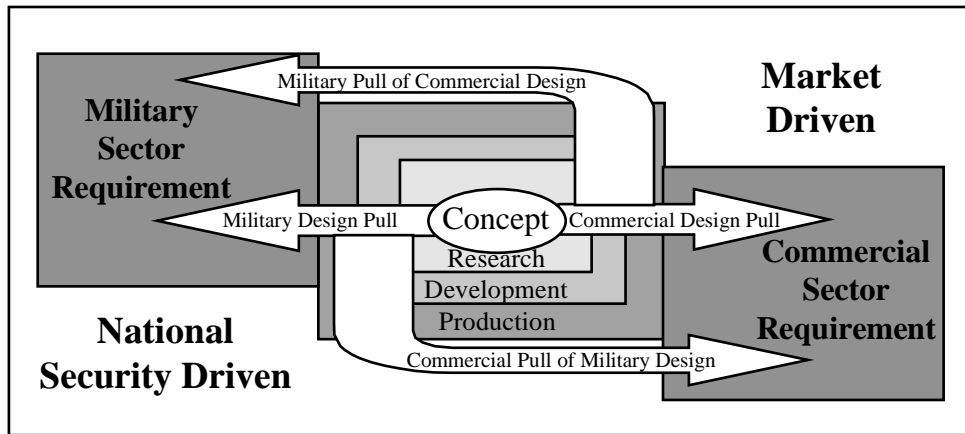 Military Pull of Commercial Design
Market
Driven
Military
Sector
Requirement
Military Design Pull
Concept
Commercial Design Pull
Research
Development
Production
Commercial
Sector
Requirement
National
Security Driven
Commercial Pull of Military Design